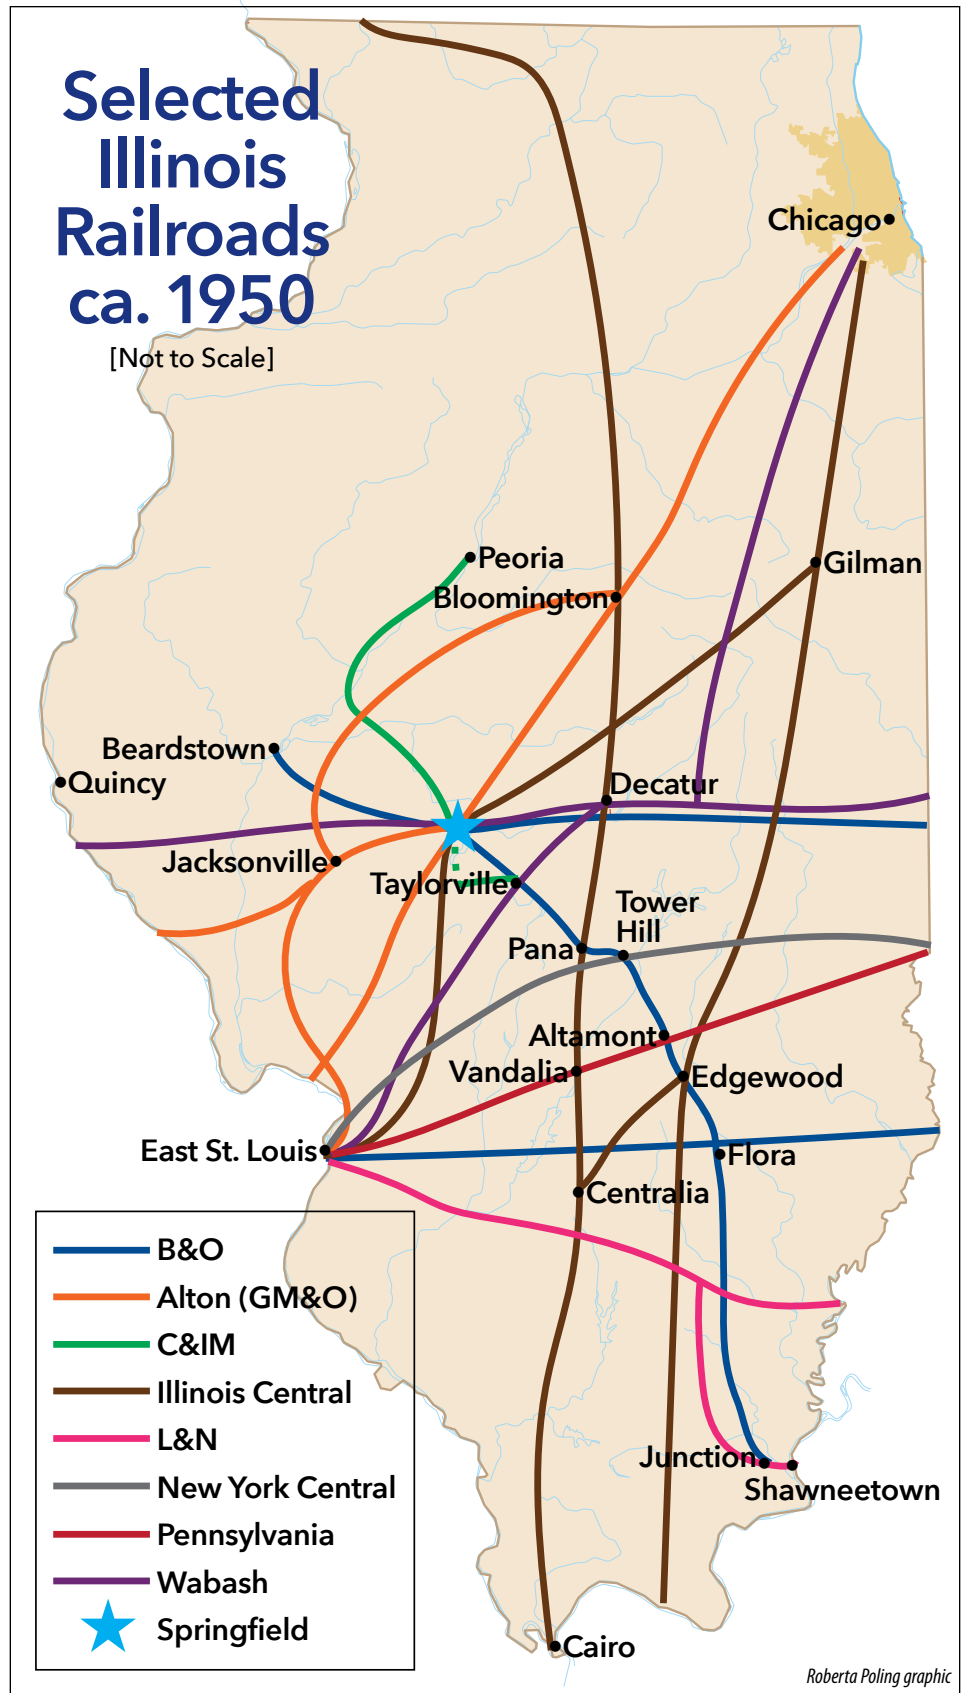 Selected
Illinois
Railroads
ca. 1950
[Not to Scale]
Chicago
Peoria
Gilman
Bloomington
Beardstown
Quincy
Decatur
Jacksonville
Taylorville
Tower
Hill
Pana
Altamont
Vandalia
Edgewood
East St. Louis
Flora
Centralia
B&O
Alton (GM&O)
C&IM
Illinois Central
L&N
New York Central
Pennsylvania
Wabash
Springfield
Junction
Shawneetown
Cairo
Roberta Poling graphic